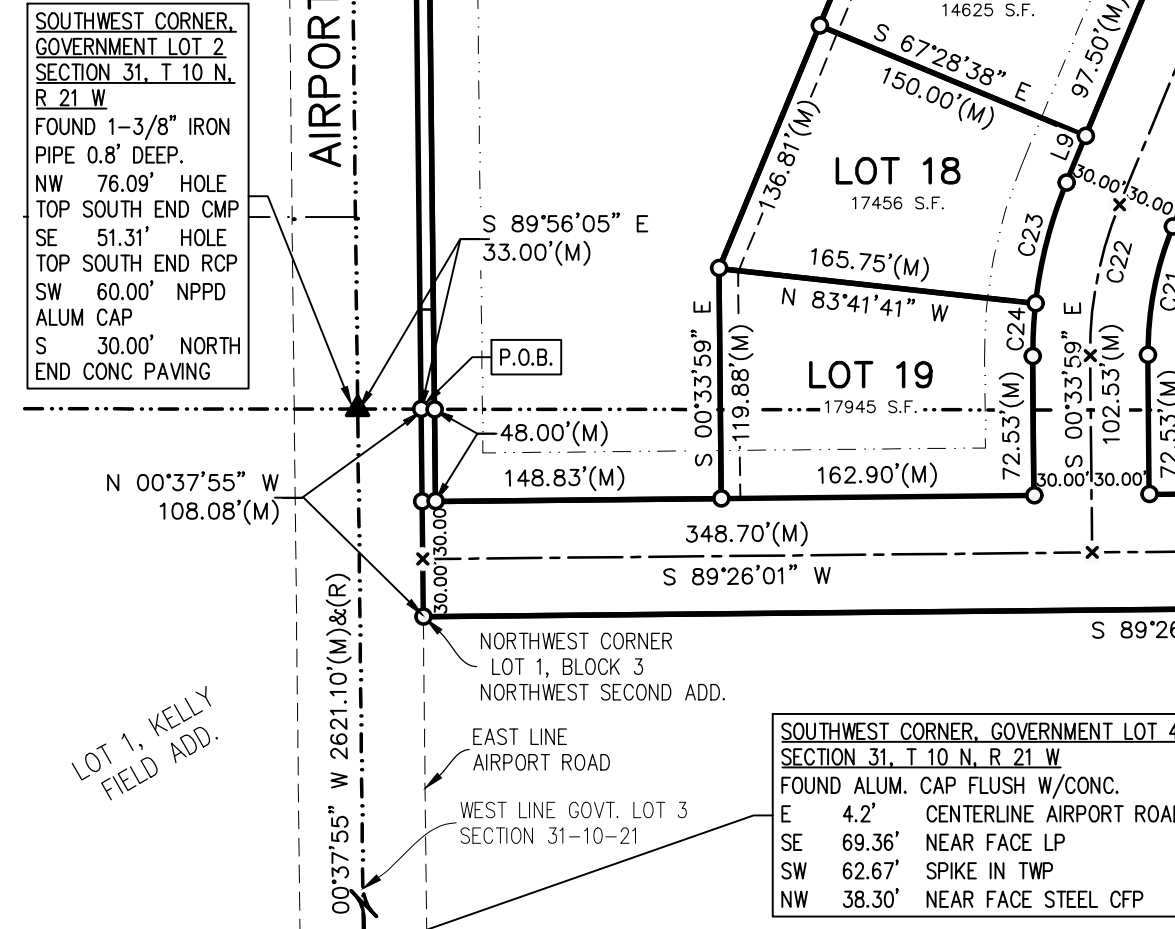 SOUTHWEST CORNER,
GOVERNMENT LOT 2
SECTION 31, T 10 N,
R 21 W
FOUND 1-3/8" IRON
PIPE 0.8' DEEP.
NW 76.09' HOLE
TOP SOUTH END CMP
SE 51.31' HOLE
TOP SOUTH END RCP
SW 60.00' NPPD
ALUM CAP
S 30.00' NORTH
END CONC PAVING
AIRPORT
14625 S.F.
S 67°28'38" E
150.00'(M)
97.50'(M)
L9
136.81'(M)
LOT 18
17456 S.F.
30.00' 30.00
S 89°56'05" E
33.00'(M)
C23
C22
C21
165.75'(M)
N 83°41'41" W
C24
P.O.B.
S 00°33'59" E
119.88'(M)
LOT 19
17945 S.F.
72.53'(M)
S 00°33'59" E
102.53'(M)
72.53'(M)
48.00'(M)
N 00°37'55" W
108.08'(M)
148.83'(M)
162.90'(M)
30.00' 30.00'
30.00' 30.00'
348.70'(M)
S 89°26'01" W
S 89°26
NORTHWEST CORNER
LOT 1, BLOCK 3
NORTHWEST SECOND ADD.
00°37'55" W 2621.10'(M)&(R)
LOT 1, KELLY
FIELD ADD.
EAST LINE
AIRPORT ROAD
WEST LINE GOVT. LOT 3
SECTION 31-10-21
SOUTHWEST CORNER, GOVERNMENT LOT 4
SECTION 31, T 10 N, R 21 W
FOUND ALUM. CAP FLUSH W/CONC.
E 4.2' CENTERLINE AIRPORT ROAD
SE 69.36' NEAR FACE LP
SW 62.67' SPIKE IN TWP
NW 38.30' NEAR FACE STEEL CFP